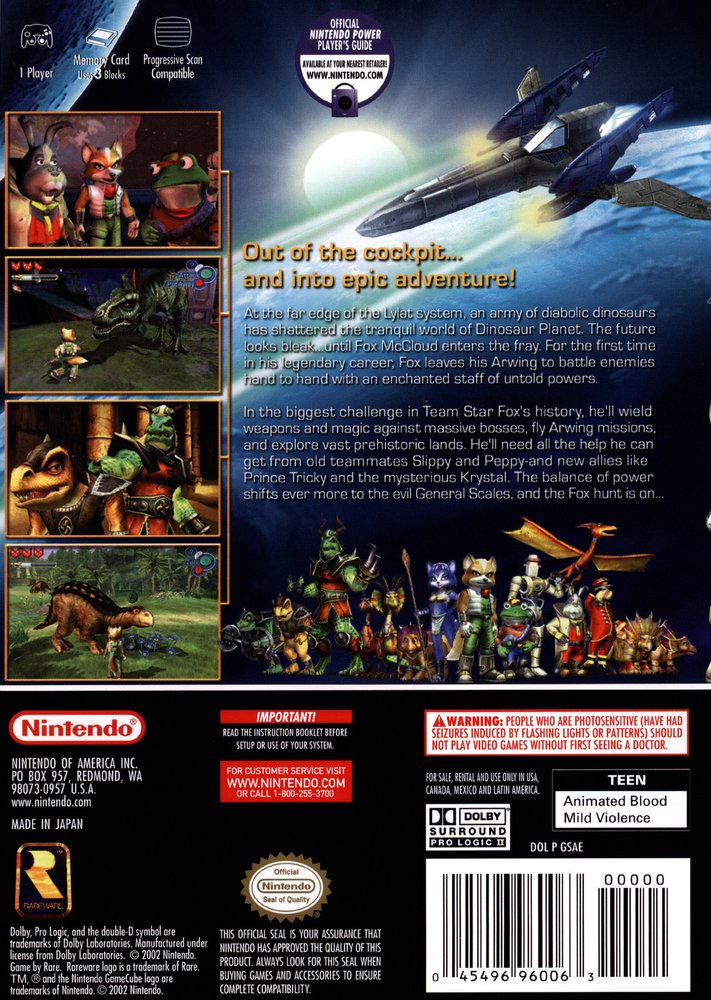 OFFICIAL
NINTENDO POWER
PLAYER'S GUIDE
AVAILABLE AT YOUR NEAREST RETAILER!
WWW.NINTENDO.COM
1 Player
Memory Card
Uses 3 Blocks
Progressive Scan
Compatible
Out of the cockpit...
and into epic adventure!
At the far edge of the Lylat system, an army of diabolic dinosaurs
has shattered the tranquil world of Dinosaur Planet. The future
looks bleak...until Fox McCloud enters the fray. For the first time
in his legendary career, Fox leaves his Arwing to battle enemies
hand to hand with an enchanted staff of untold powers.
In the biggest challenge in Team Star Fox's history, he'll wield
weapons and magic against massive bosses, fly Arwing missions,
and explore vast prehistoric lands. He'll need all the help he can
get from old teammates Slippy and Peppy-and new allies like
Prince Tricky and the mysterious Krystal. The balance of power
shifts ever more to the evil General Scales, and the Fox hunt is on...
Nintendo®
NINTENDO OF AMERICA INC.
PO BOX 957, REDMOND, WA
98073-0957 U.S.A.
www.nintendo.com
MADE IN JAPAN
RAREWARE
Dolby, Pro Logic, and the double-D symbol are
trademarks of Dolby Laboratories. Manufactured under
license from Dolby Laboratories. © 2002 Nintendo.
Game by Rare. Rareware logo is a trademark of Rare.
TM, ® and the Nintendo GameCube logo are
trademarks of Nintendo. © 2002 Nintendo.
IMPORTANT!
READ THE INSTRUCTION BOOKLET BEFORE
SETUP OR USE OF YOUR SYSTEM.
FOR CUSTOMER SERVICE VISIT
WWW.NINTENDO.COM
OR CALL 1-800-255-3700
Official
Nintendo
Seal of Quality
THIS OFFICIAL SEAL IS YOUR ASSURANCE THAT
NINTENDO HAS APPROVED THE QUALITY OF THIS
PRODUCT. ALWAYS LOOK FOR THIS SEAL WHEN
BUYING GAMES AND ACCESSORIES TO ENSURE
COMPLETE COMPATIBILITY.
WARNING: PEOPLE WHO ARE PHOTOSENSITIVE (HAVE HAD
SEIZURES INDUCED BY FLASHING LIGHTS OR PATTERNS) SHOULD
NOT PLAY VIDEO GAMES WITHOUT FIRST SEEING A DOCTOR.
FOR SALE, RENTAL AND USE ONLY IN USA,
CANADA, MEXICO AND LATIN AMERICA.
DOLBY
SURROUND
PRO LOGIC II
TEEN
Animated Blood
Mild Violence
DOL P GSAE
00000
0 45496 96006 3